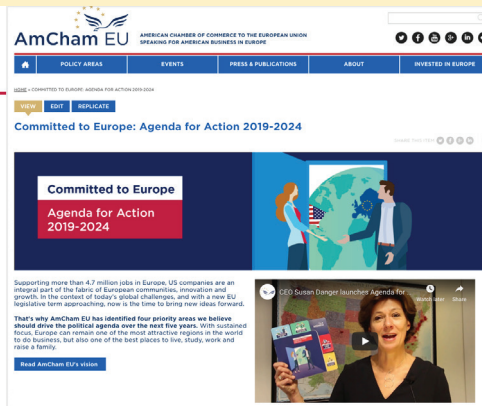 AmCham EU
AMERICAN CHAMBER OF COMMERCE TO THE EUROPEAN UNION
SPEAKING FOR AMERICAN BUSINESS IN EUROPE
POLICY AREAS EVENTS PRESS & PUBLICATIONS ABOUT INVESTED IN EUROPE
HOME » COMMITTED TO EUROPE: AGENDA FOR ACTION 2019-2024
VIEW EDIT REPLICATE
Committed to Europe: Agenda for Action 2019-2024
SHARE THIS ITEM
Committed to Europe
Agenda for Action
2019-2024
Supporting more than 4.7 million jobs in Europe, US companies are an
integral part of the fabric of European communities, innovation and
growth. In the context of today's global challenges, and with a new EU
legislative term approaching, now is the time to bring new ideas forward.
That's why AmCham EU has identified four priority areas we believe
should drive the political agenda over the next five years. With sustained
focus, Europe can remain one of the most attractive regions in the world
to do business, but also one of the best places to live, study, work and
raise a family.
Read AmCham EU's vision
CEO Susan Danger launches Agenda for
Watch later Share